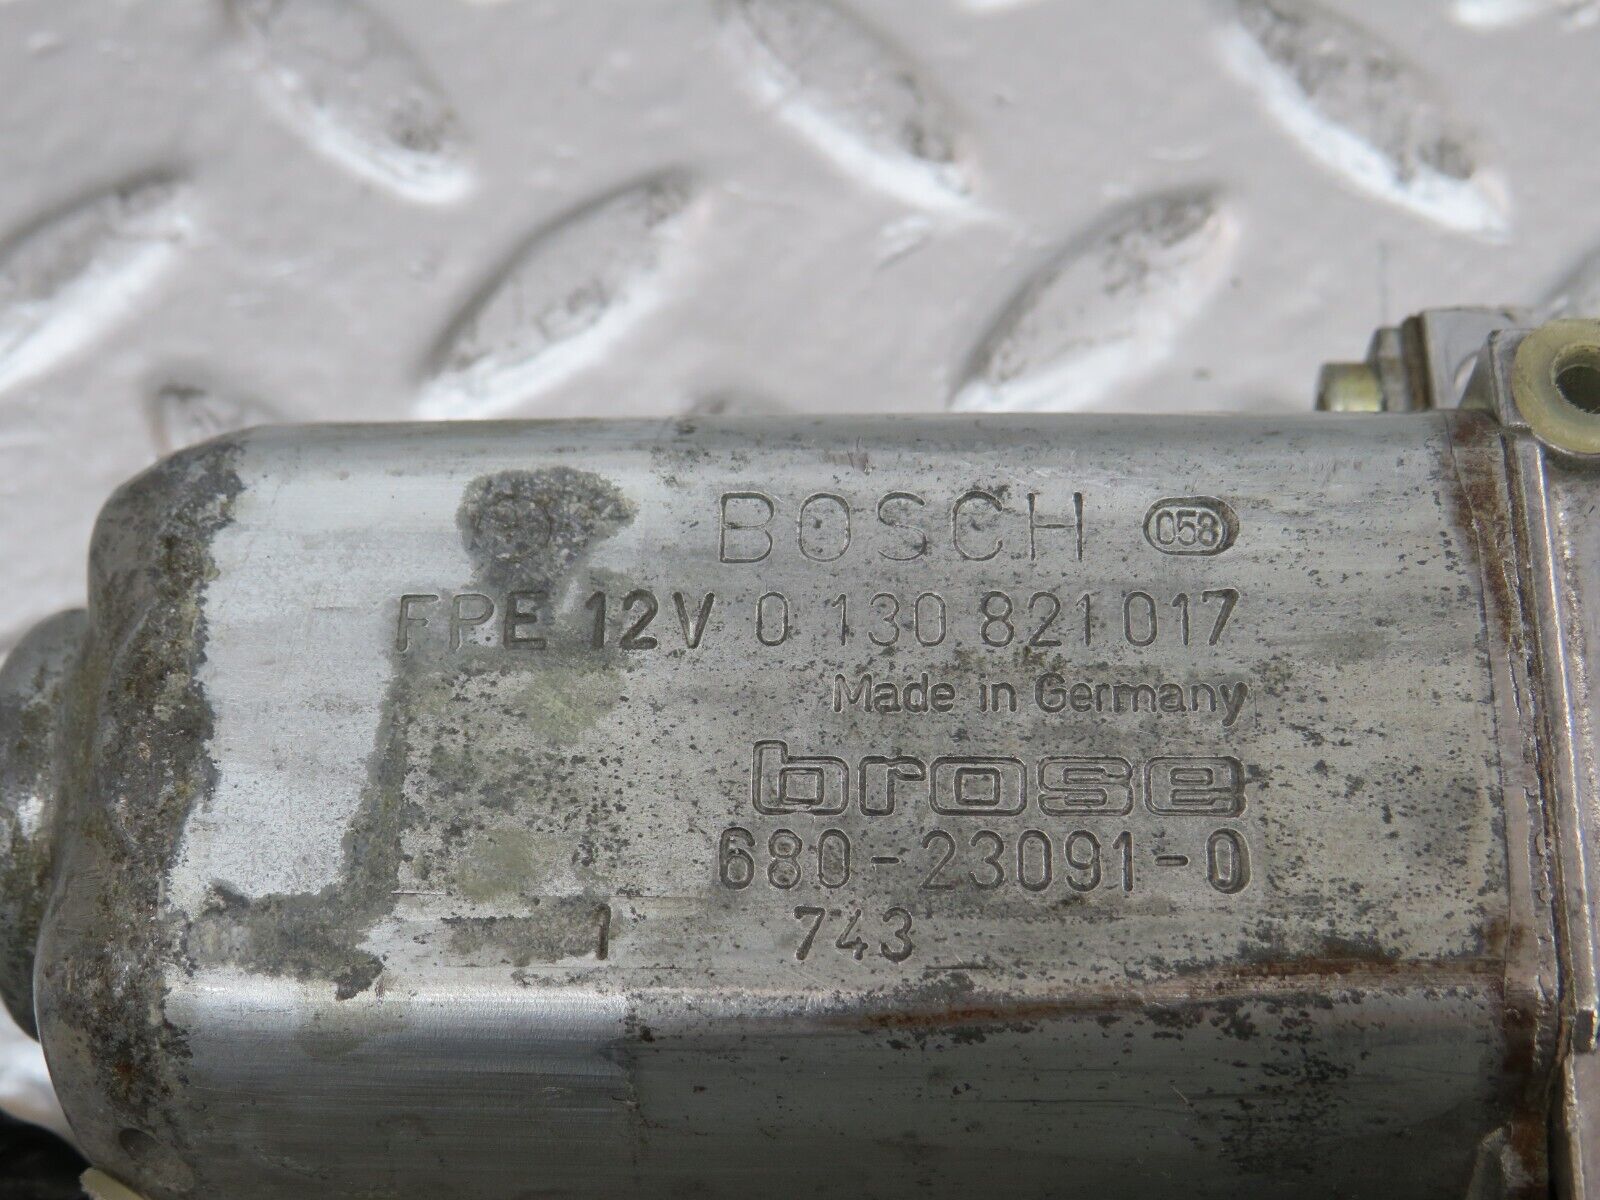 BOSCH 058
FPE 12V 0 130 821 017
Made in Germany
brose
680-23091-0
1 743